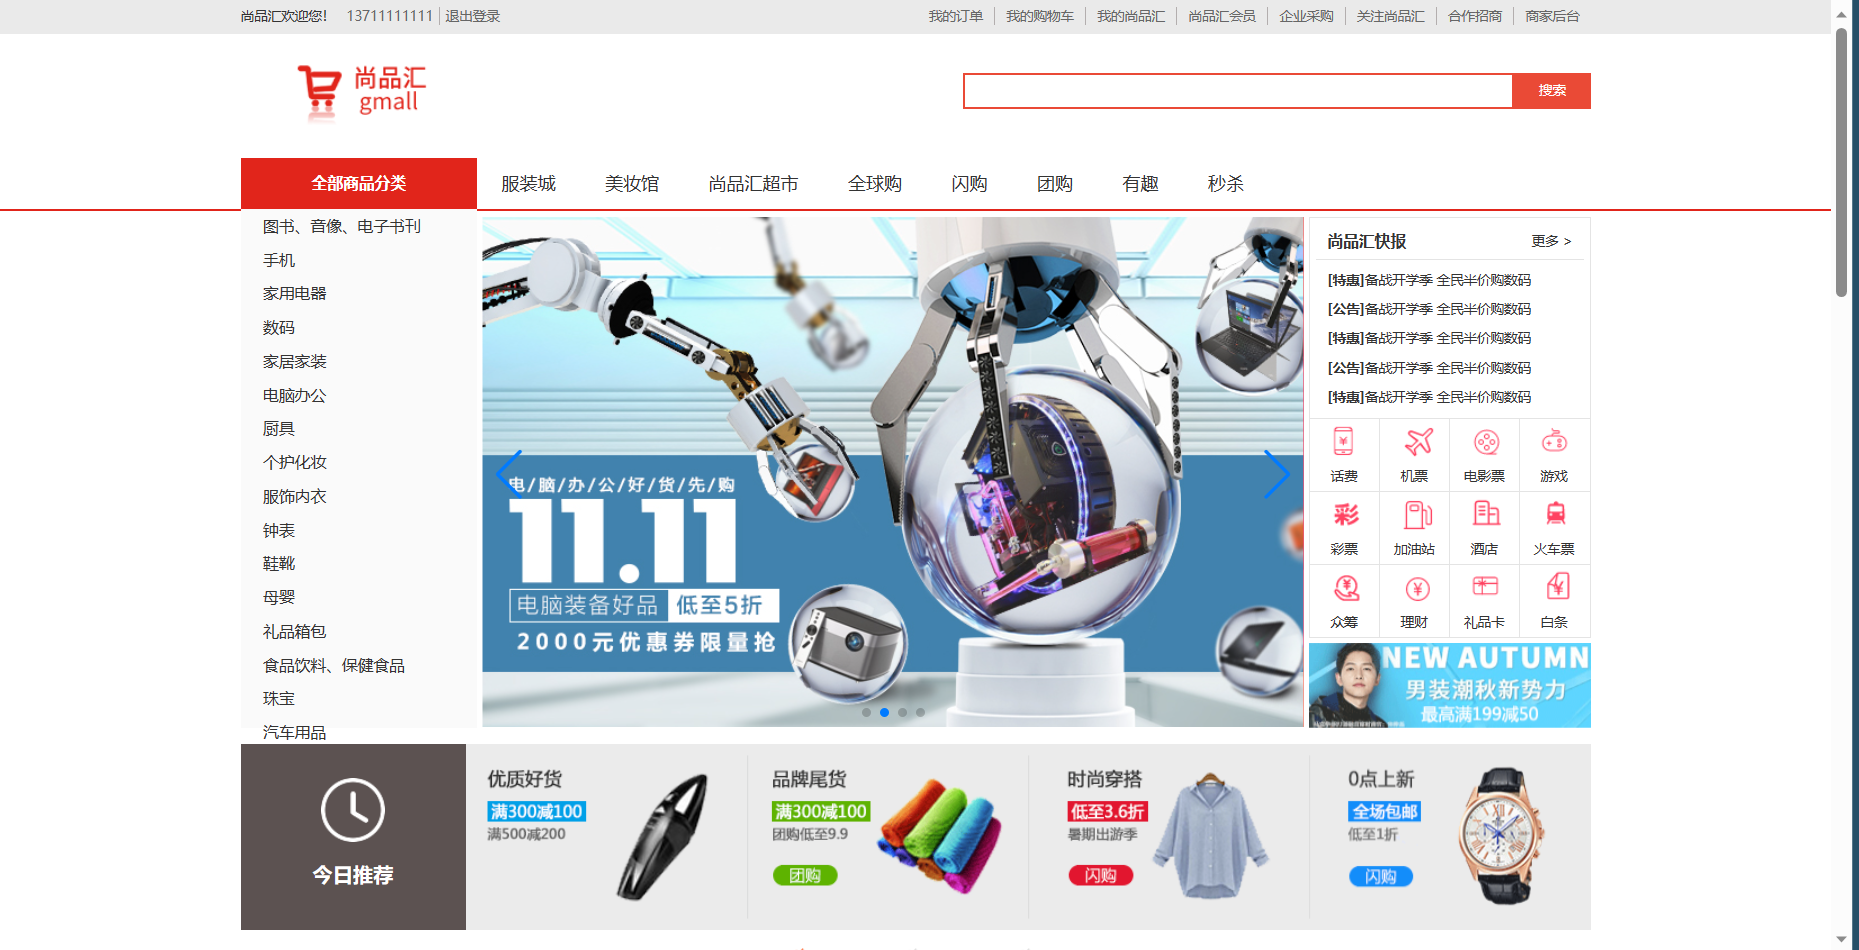 尚品汇欢迎您! 13711111111 退出登录 我的订单 我的购物车 我的尚品汇 尚品汇会员 企业采购 关注尚品汇 合作招商 商家后台
尚品汇
gmall
搜索
全部商品分类 服装城 美妆馆 尚品汇超市 全球购 闪购 团购 有趣 秒杀
图书、音像、电子书刊
手机
家用电器
数码
家居家装
电脑办公
厨具
个护化妆
服饰内衣
钟表
鞋靴
母婴
礼品箱包
食品饮料、保健食品
珠宝
汽车用品
电/脑/办/公/好/货/先/购
11.11
电脑装备好品 低至5折
2000元优惠券限量抢
尚品汇快报 更多 >
[特惠]备战开学季 全民半价购数码
[公告]备战开学季 全民半价购数码
[特惠]备战开学季 全民半价购数码
[公告]备战开学季 全民半价购数码
[特惠]备战开学季 全民半价购数码
话费 机票 电影票 游戏
彩
彩票 加油站 酒店 火车票
众筹 理财 礼品卡 白条
NEW AUTUMN
男装潮秋新势力
最高满199减50
今日推荐
优质好货
满300减100
满500减200
品牌尾货
满300减100
团购低至9.9
团购
时尚穿搭
低至3.6折
暑期出游季
闪购
0点上新
全场包邮
低至1折
闪购